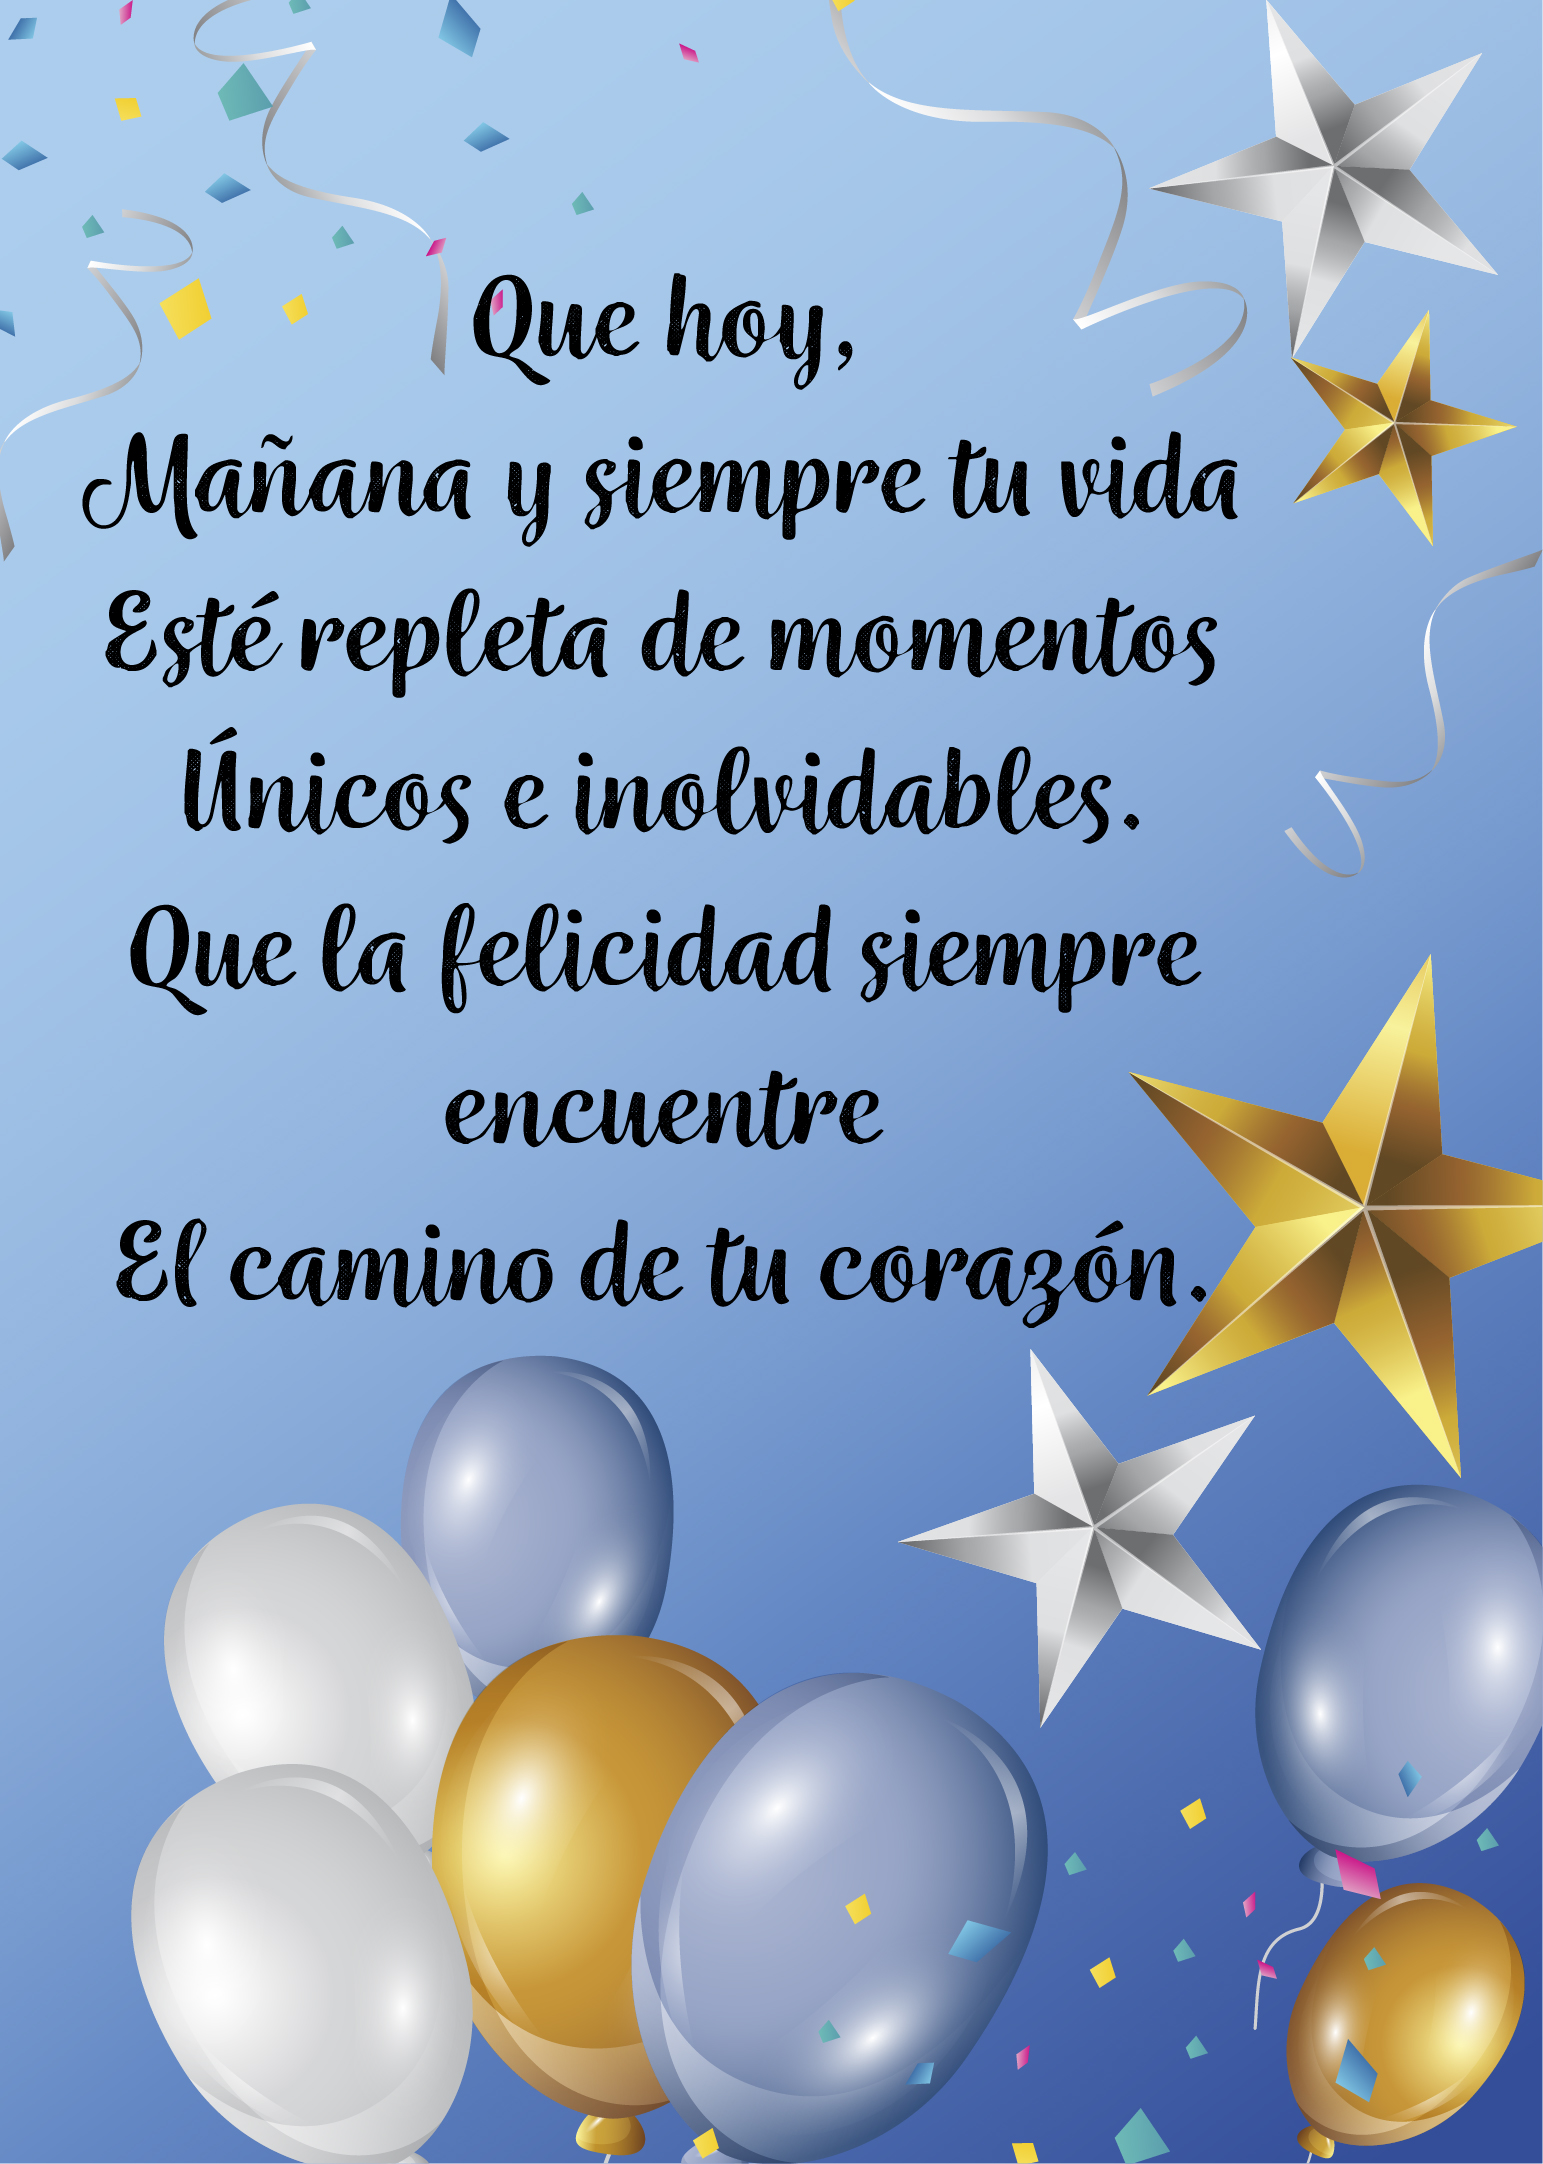 Que hoy,
Mañana y siempre tu vida
Esté repleta de momentos
Únicos e inolvidables.
Que la felicidad siempre
encuentre
El camino de tu corazón.